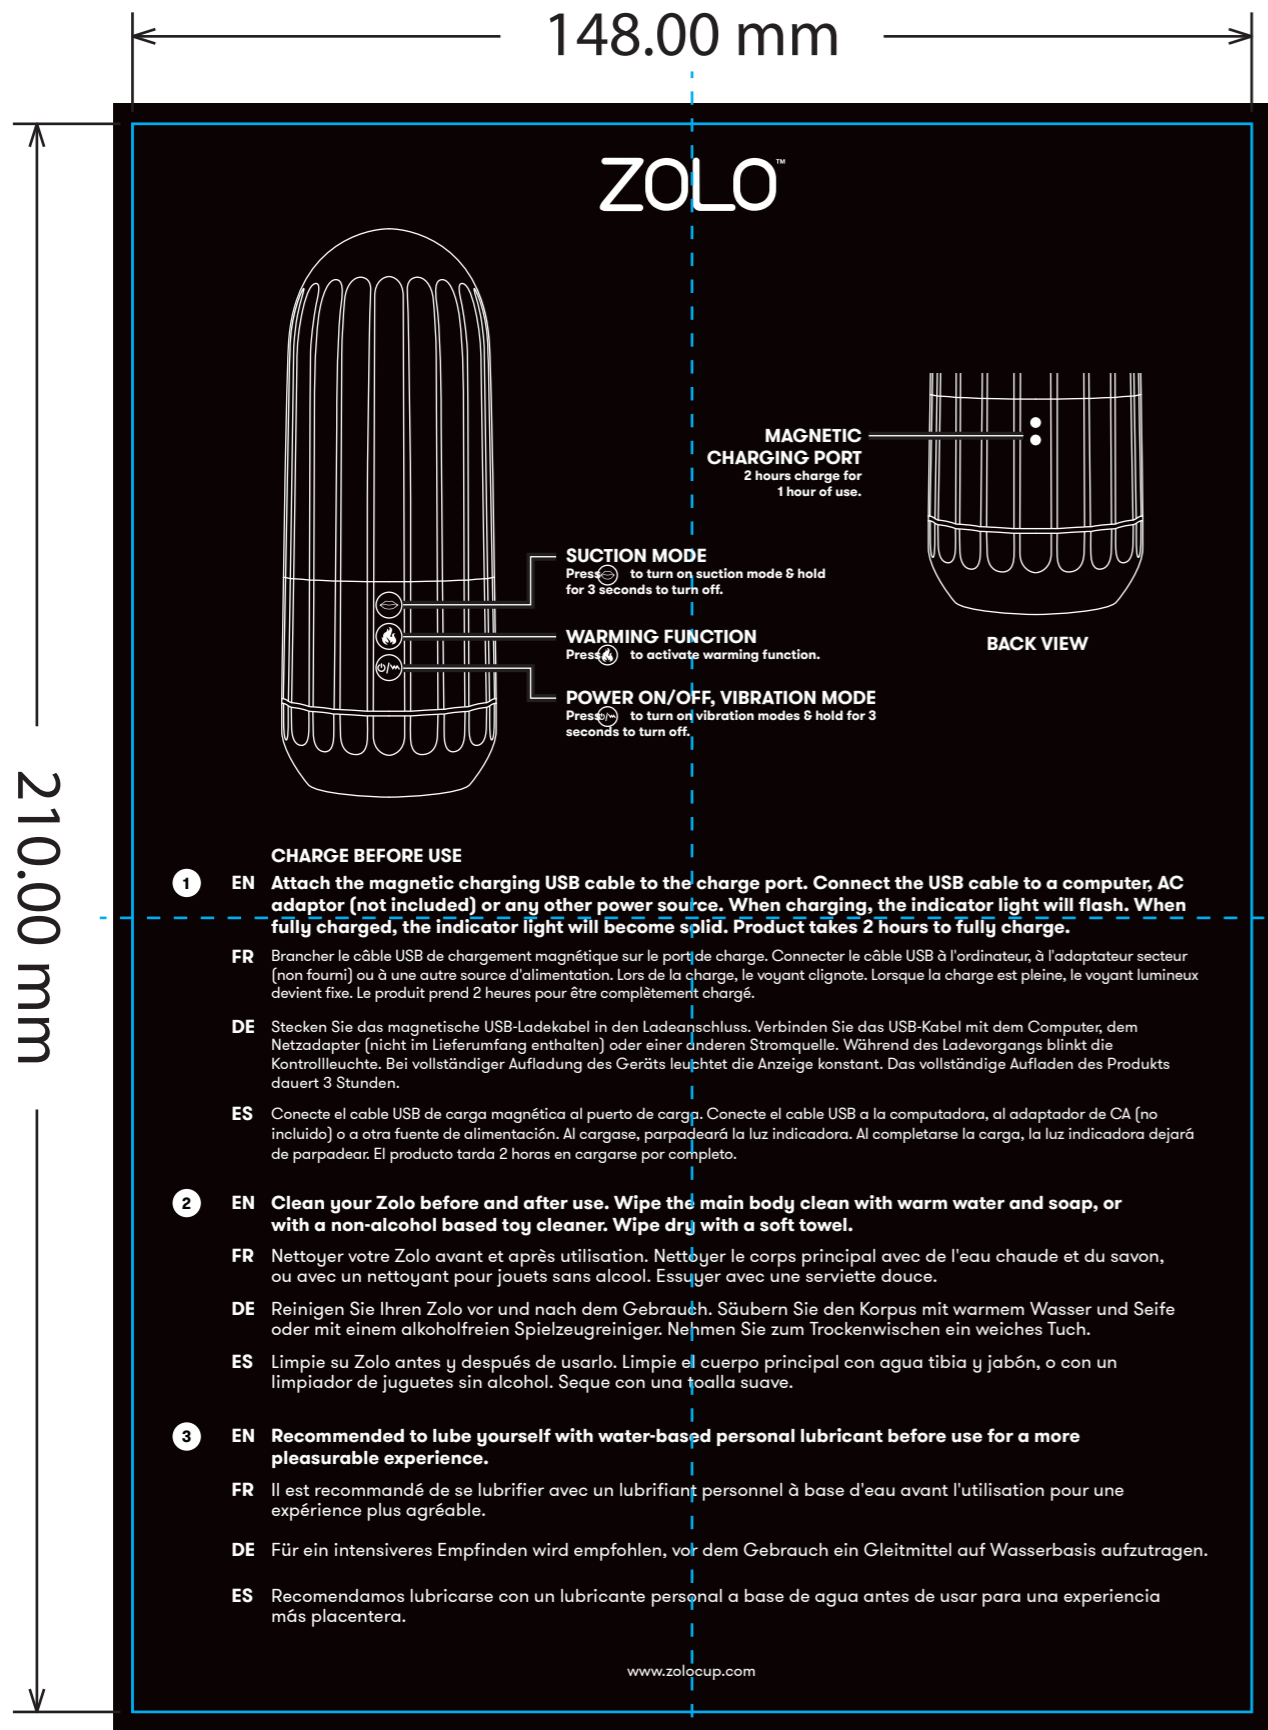 148.00 mm
210.00 mm
ZOLO™
MAGNETIC
CHARGING PORT
2 hours charge for
1 hour of use.
SUCTION MODE
Press to turn on suction mode & hold
for 3 seconds to turn off.
WARMING FUNCTION
Press to activate warming function.
POWER ON/OFF, VIBRATION MODE
Press to turn on vibration modes & hold for 3
seconds to turn off.
BACK VIEW
CHARGE BEFORE USE
1 EN Attach the magnetic charging USB cable to the charge port. Connect the USB cable to a computer, AC
adaptor (not included) or any other power source. When charging, the indicator light will flash. When
fully charged, the indicator light will become solid. Product takes 2 hours to fully charge.
FR Brancher le câble USB de chargement magnétique sur le port de charge. Connecter le câble USB à l'ordinateur, à l'adaptateur secteur
(non fourni) ou à une autre source d'alimentation. Lors de la charge, le voyant clignote. Lorsque la charge est pleine, le voyant lumineux
devient fixe. Le produit prend 2 heures pour être complètement chargé.
DE Stecken Sie das magnetische USB-Ladekabel in den Ladeanschluss. Verbinden Sie das USB-Kabel mit dem Computer, dem
Netzadapter (nicht im Lieferumfang enthalten) oder einer anderen Stromquelle. Während des Ladevorgangs blinkt die
Kontrollleuchte. Bei vollständiger Aufladung des Geräts leuchtet die Anzeige konstant. Das vollständige Aufladen des Produkts
dauert 3 Stunden.
ES Conecte el cable USB de carga magnética al puerto de carga. Conecte el cable USB a la computadora, al adaptador de CA (no
incluido) o a otra fuente de alimentación. Al cargase, parpadeará la luz indicadora. Al completarse la carga, la luz indicadora dejará
de parpadear. El producto tarda 2 horas en cargarse por completo.
2 EN Clean your Zolo before and after use. Wipe the main body clean with warm water and soap, or
with a non-alcohol based toy cleaner. Wipe dry with a soft towel.
FR Nettoyer votre Zolo avant et après utilisation. Nettoyer le corps principal avec de l'eau chaude et du savon,
ou avec un nettoyant pour jouets sans alcool. Essuyer avec une serviette douce.
DE Reinigen Sie Ihren Zolo vor und nach dem Gebrauch. Säubern Sie den Korpus mit warmem Wasser und Seife
oder mit einem alkoholfreien Spielzeugreiniger. Nehmen Sie zum Trockenwischen ein weiches Tuch.
ES Limpie su Zolo antes y después de usarlo. Limpie el cuerpo principal con agua tibia y jabón, o con un
limpiador de juguetes sin alcohol. Seque con una toalla suave.
3 EN Recommended to lube yourself with water-based personal lubricant before use for a more
pleasurable experience.
FR Il est recommandé de se lubrifier avec un lubrifiant personnel à base d'eau avant l'utilisation pour une
expérience plus agréable.
DE Für ein intensiveres Empfinden wird empfohlen, vor dem Gebrauch ein Gleitmittel auf Wasserbasis aufzutragen.
ES Recomendamos lubricarse con un lubricante personal a base de agua antes de usar para una experiencia
más placentera.
www.zolocup.com